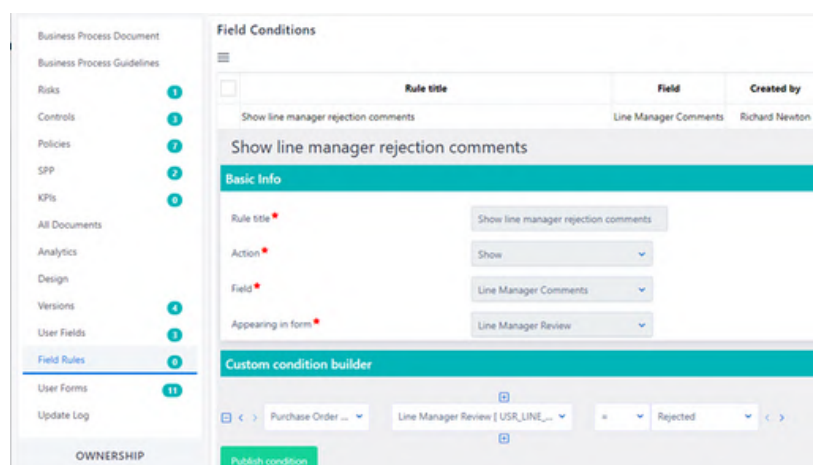 Business Process Document
Business Process Guidelines
Risks 1
Controls 3
Policies 7
SPP 2
KPIs 0
All Documents
Analytics
Design
Versions 4
User Fields 3
Field Rules 0
User Forms 11
Update Log
OWNERSHIP
Field Conditions
Rule title Field Created by
Show line manager rejection comments Line Manager Comments Richard Newton
Show line manager rejection comments
Basic Info
Rule title * Show line manager rejection comments
Action * Show
Field * Line Manager Comments
Appearing in form * Line Manager Review
Custom condition builder
Purchase Order ... Line Manager Review [ USR_LINE_... = Rejected
Publish condition